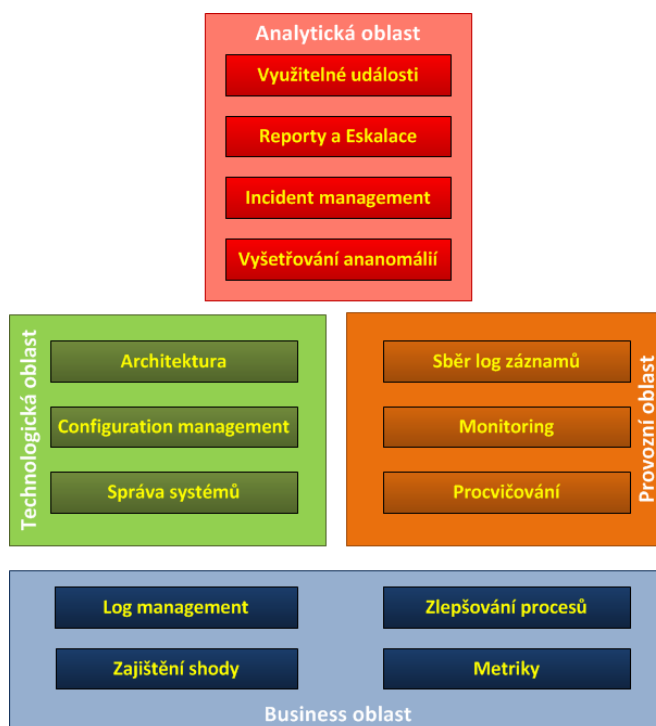 Analytická oblast
Využitelné události
Reporty a Eskalace
Incident management
Vyšetřování ananomálií
Technologická oblast
Architektura
Configuration management
Správa systémů
Sběr log záznamů
Monitoring
Procvičování
Provozní oblast
Log management
Zlepšování procesů
Zajištění shody
Metriky
Business oblast